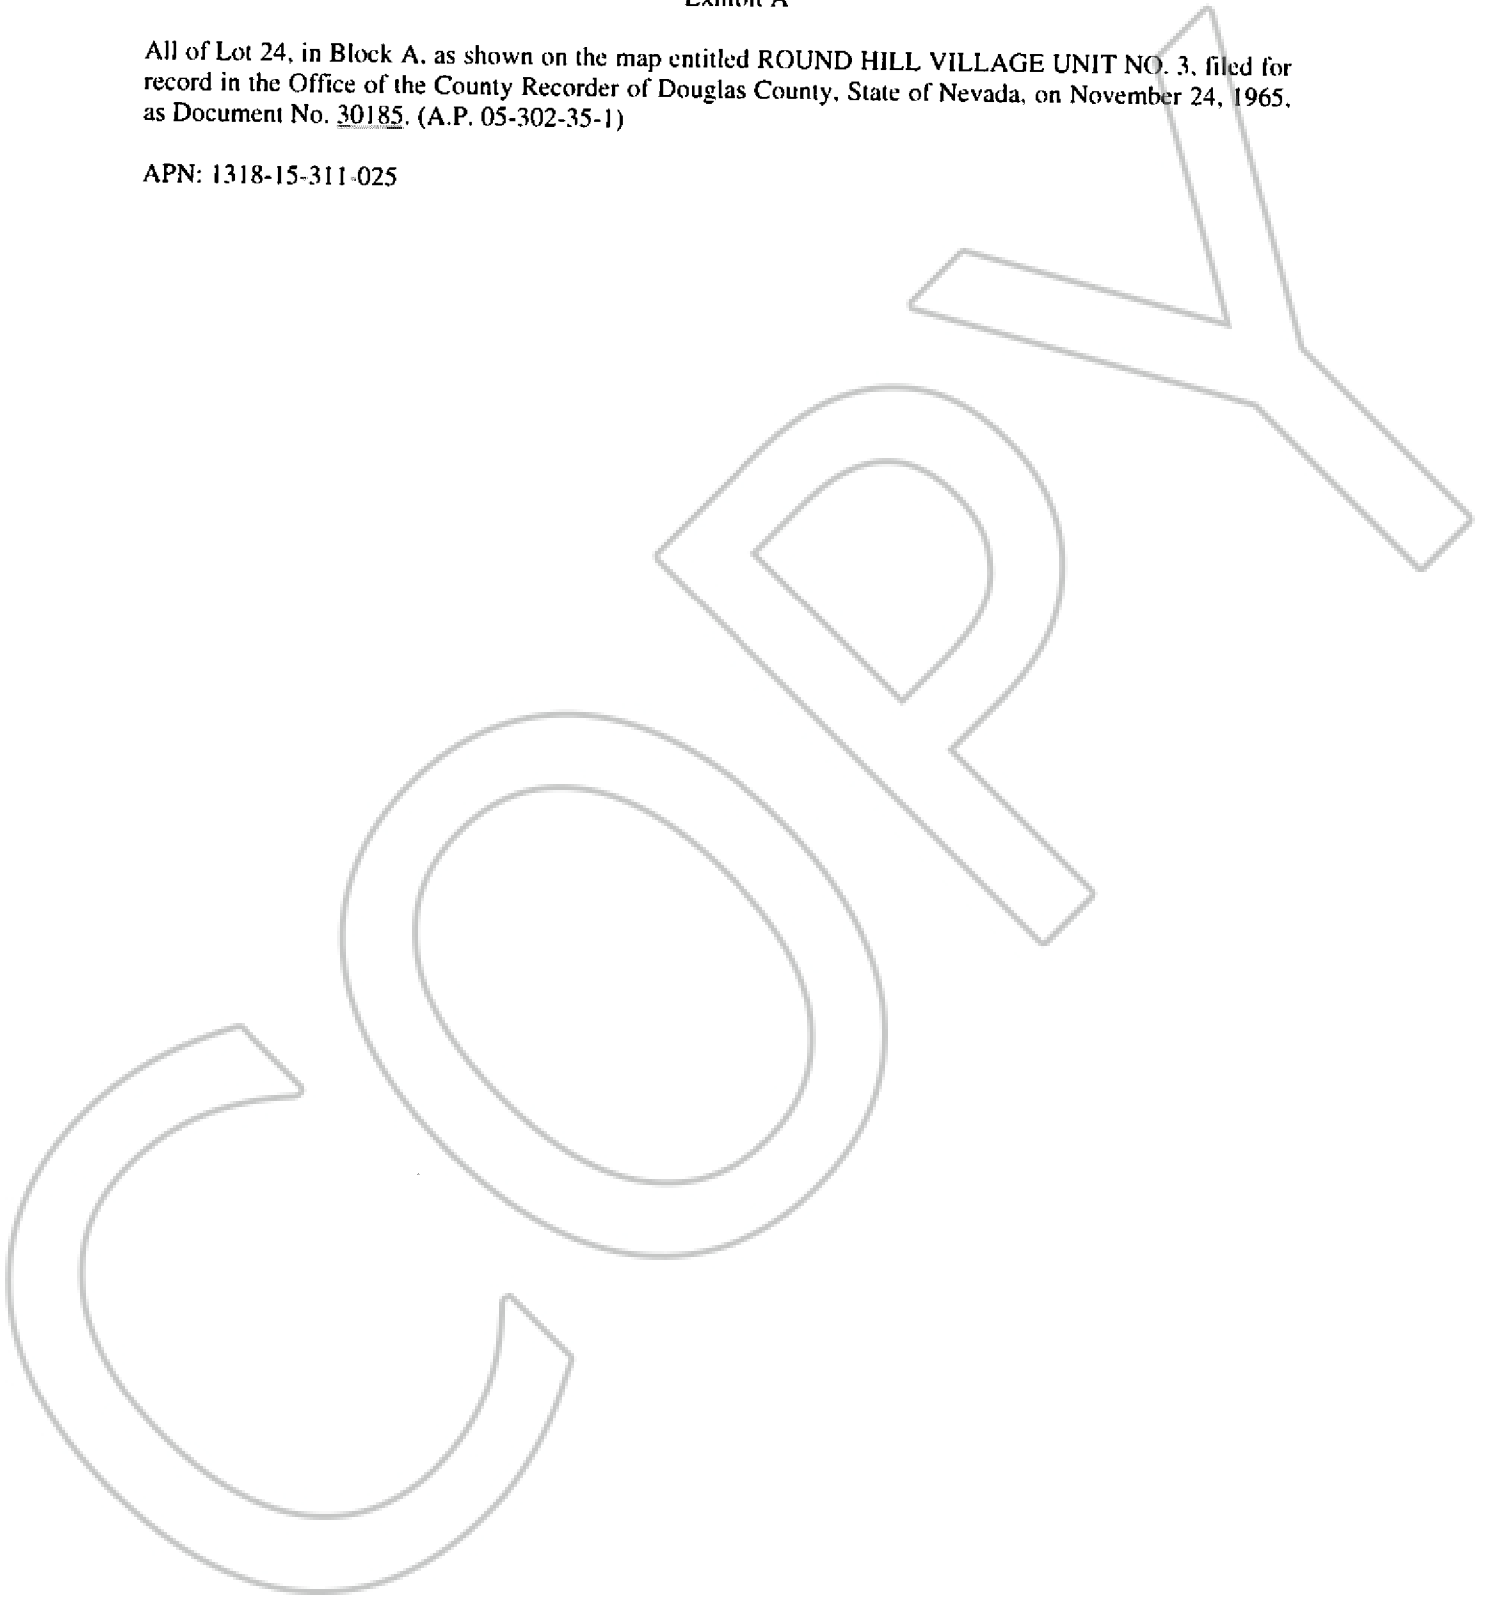 Exhibit A
All of Lot 24, in Block A, as shown on the map entitled ROUND HILL VILLAGE UNIT NO. 3, filed for
record in the Office of the County Recorder of Douglas County, State of Nevada, on November 24, 1965,
as Document No. 30185. (A.P. 05-302-35-1)
APN: 1318-15-311-025
COPY